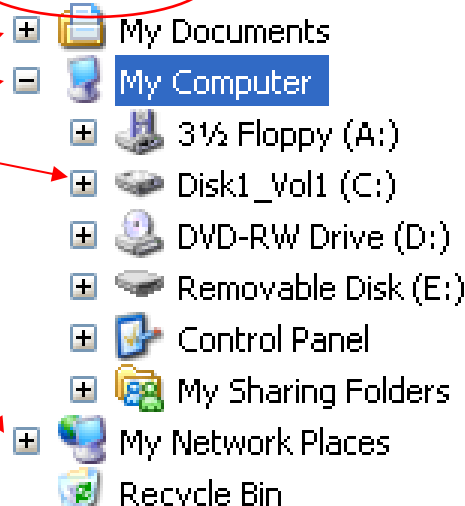 My Documents
My Computer
3½ Floppy (A:)
Disk1_Vol1 (C:)
DVD-RW Drive (D:)
Removable Disk (E:)
Control Panel
My Sharing Folders
My Network Places
Recycle Bin